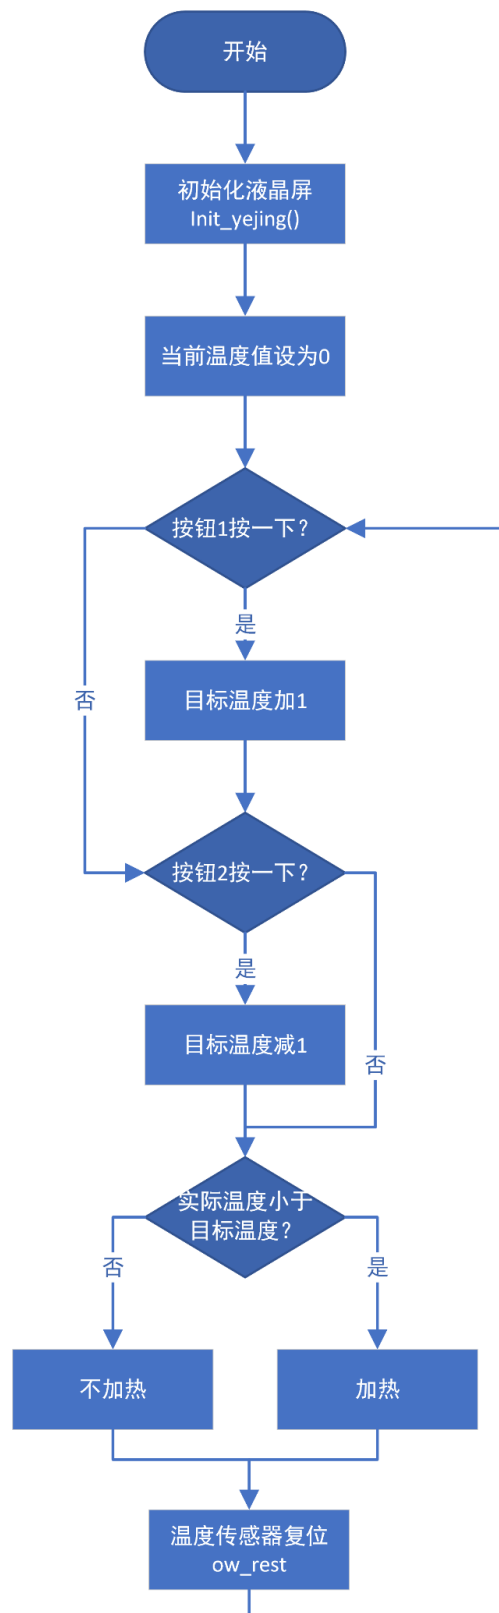 开始
初始化液晶屏
Init_yejing()
当前温度值设为0
按钮1按一下？
是
否
目标温度加1
按钮2按一下？
是
目标温度减1
否
实际温度小于
目标温度？
否
是
不加热
加热
温度传感器复位
ow_rest